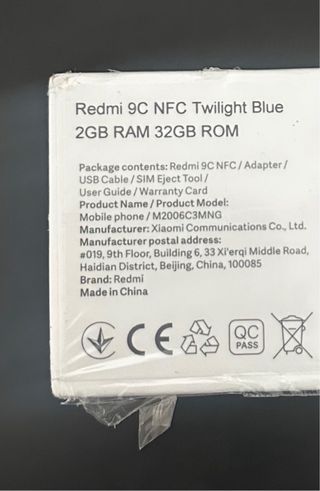 Redmi 9C NFC Twilight Blue
2GB RAM 32GB ROM
Package contents: Redmi 9C NFC / Adapter /
USB Cable / SIM Eject Tool /
User Guide / Warranty Card
Product Name / Product Model:
Mobile phone / M2006C3MNG
Manufacturer: Xiaomi Communications Co., Ltd.
Manufacturer postal address:
#019, 9th Floor, Building 6, 33 Xi'erqi Middle Road,
Haidian District, Beijing, China, 100085
Brand: Redmi
Made in China
CE QC
PASS